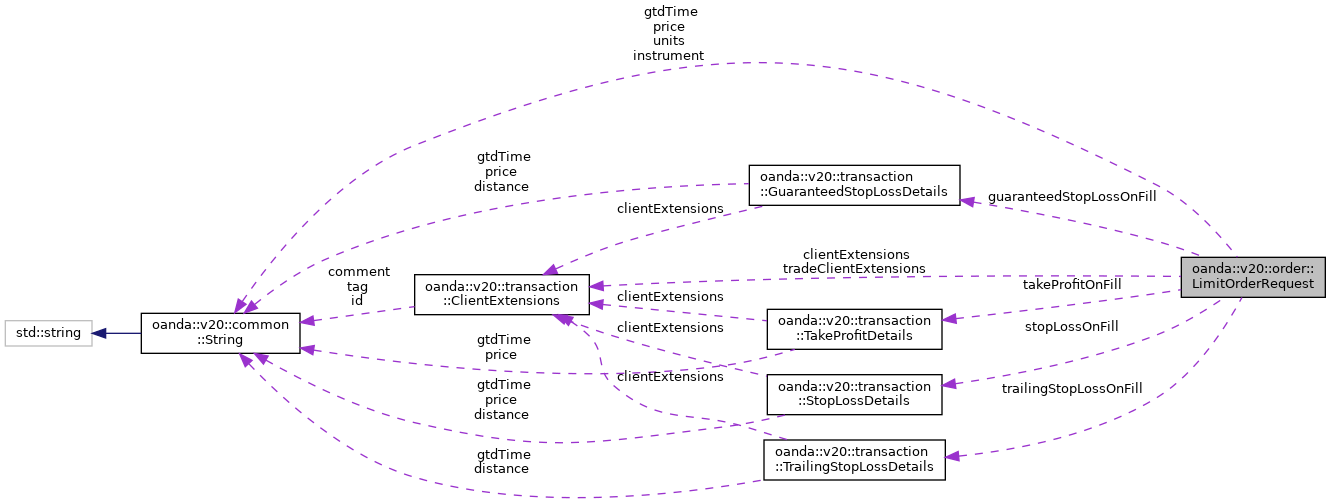 gtdTime
price
units
instrument
gtdTime
price
distance
oanda::v20::transaction
::GuaranteedStopLossDetails
guaranteedStopLossOnFill
clientExtensions
clientExtensions
tradeClientExtensions
oanda::v20::order::
LimitOrderRequest
comment
tag
id
oanda::v20::transaction
::ClientExtensions
clientExtensions
takeProfitOnFill
std::string
oanda::v20::common
::String
oanda::v20::transaction
::TakeProfitDetails
clientExtensions
stopLossOnFill
gtdTime
price
clientExtensions
oanda::v20::transaction
::StopLossDetails
trailingStopLossOnFill
gtdTime
price
distance
oanda::v20::transaction
::TrailingStopLossDetails
gtdTime
distance